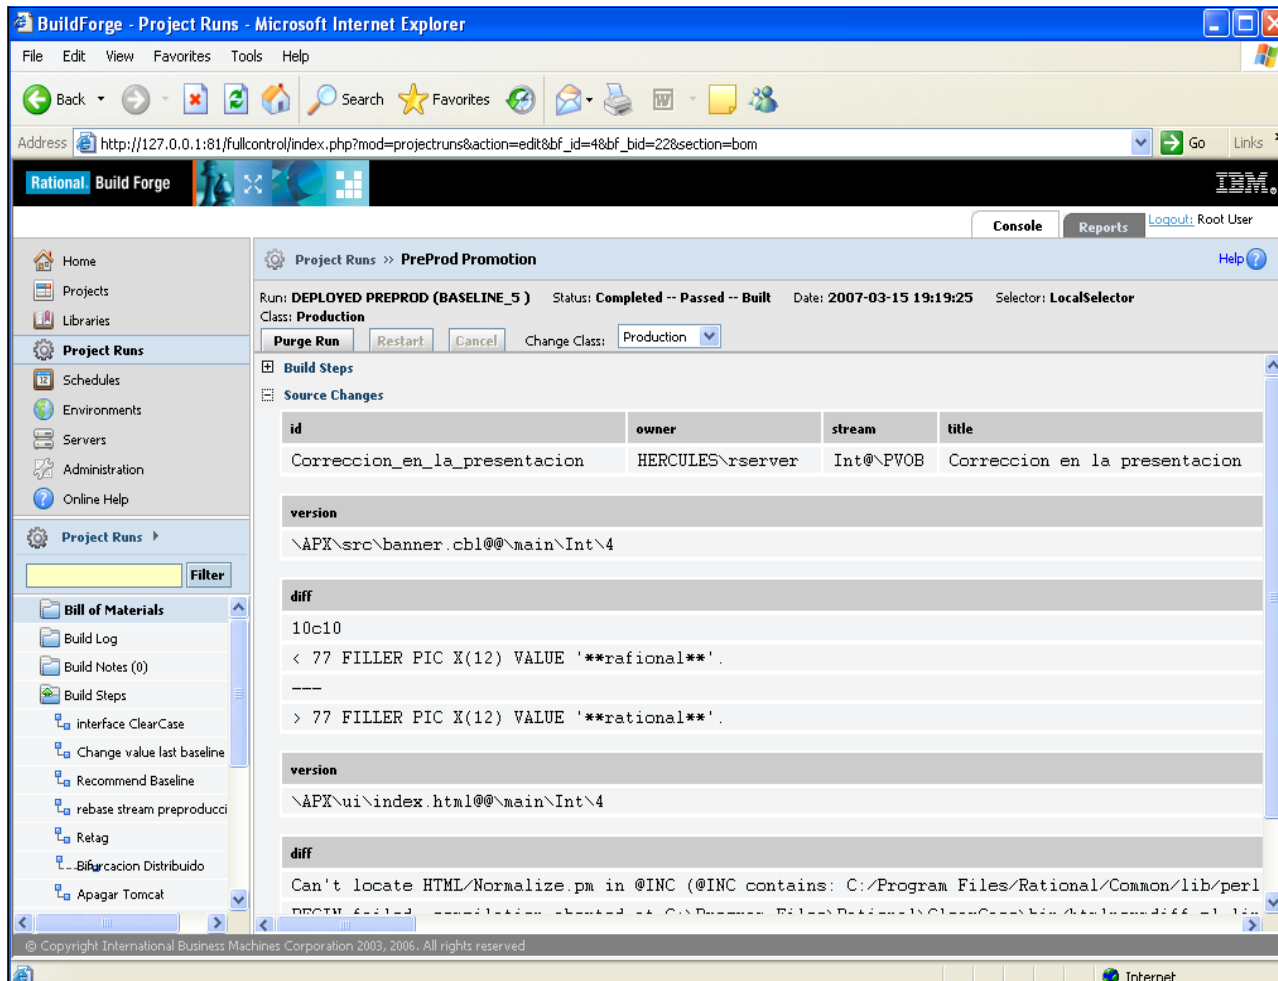 BuildForge - Project Runs - Microsoft Internet Explorer
File Edit View Favorites Tools Help
Back Search Favorites
Address http://127.0.0.1:81/fullcontrol/index.php?mod=projectruns&action=edit&bf_id=4&bf_bid=22&section=bom Go Links
Rational. Build Forge IBM.
Console Reports Logout: Root User
Home
Projects
Libraries
Project Runs
Schedules
Environments
Servers
Administration
Online Help
Project Runs
Filter
Bill of Materials
Build Log
Build Notes (0)
Build Steps
interface ClearCase
Change value last baseline
Recommend Baseline
rebase stream preproducci
Retag
Bifurcacion Distribuido
Apagar Tomcat
Project Runs >> PreProd Promotion Help
Run: DEPLOYED PREPROD (BASELINE_5 ) Status: Completed -- Passed -- Built Date: 2007-03-15 19:19:25 Selector: LocalSelector
Class: Production
Purge Run Restart Cancel Change Class: Production
Build Steps
Source Changes
id owner stream title
Correccion_en_la_presentacion HERCULES\rserver Int@\PVOB Correccion en la presentacion
version
\APX\src\banner.cbl@@\main\Int\4
diff
10c10
< 77 FILLER PIC X(12) VALUE '**rafional**'.
---
> 77 FILLER PIC X(12) VALUE '**rational**'.
version
\APX\ui\index.html@@\main\Int\4
diff
Can't locate HTML/Normalize.pm in @INC (@INC contains: C:/Program Files/Rational/Common/lib/perl
© Copyright International Business Machines Corporation 2003, 2006. All rights reserved
Internet